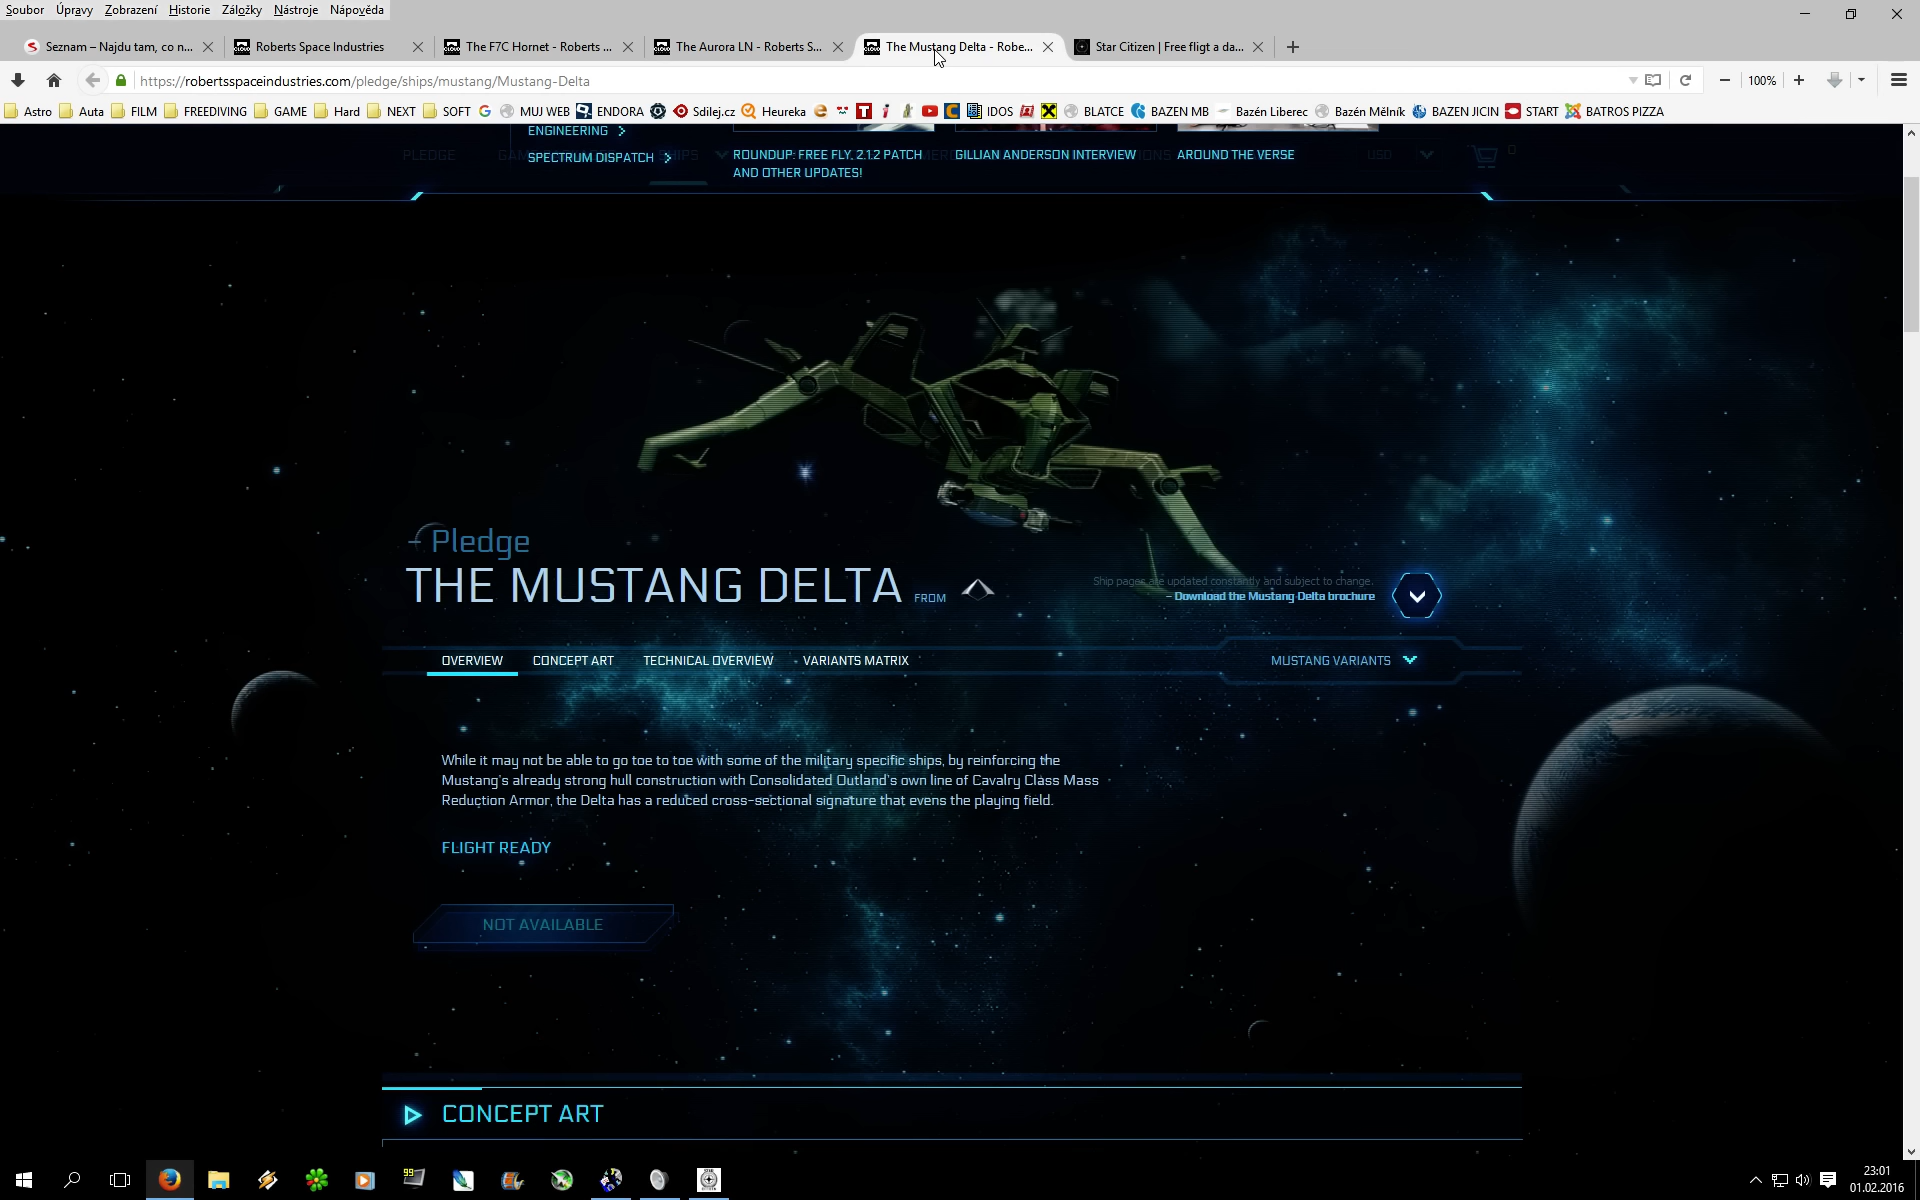 Soubor Úpravy Zobrazení Historie Záložky Nástroje Nápověda
Seznam – Najdu tam, co n... Roberts Space Industries The F7C Hornet - Roberts ... The Aurora LN - Roberts S... The Mustang Delta - Robe... Star Citizen | Free fligt a da...
https://robertsspaceindustries.com/pledge/ships/mustang/Mustang-Delta 100%
Astro Auta FILM FREEDIVING GAME Hard NEXT SOFT MUJ WEB ENDORA Sdilej.cz Heureka IDOS BLATCE BAZEN MB Bazén Liberec Bazén Mělník BAZEN JICIN START BATROS PIZZA
ENGINEERING
SPECTRUM DISPATCH
ROUNDUP: FREE FLY, 2.1.2 PATCH
AND OTHER UPDATES!
GILLIAN ANDERSON INTERVIEW
AROUND THE VERSE
PLEDGE
USD
0
- Pledge
THE MUSTANG DELTA FROM
Ship pages are updated constantly and subject to change.
- Download the Mustang Delta brochure
OVERVIEW CONCEPT ART TECHNICAL OVERVIEW VARIANTS MATRIX MUSTANG VARIANTS
While it may not be able to go toe to toe with some of the military specific ships, by reinforcing the
Mustang's already strong hull construction with Consolidated Outland's own line of Cavalry Class Mass
Reduction Armor, the Delta has a reduced cross-sectional signature that evens the playing field.
FLIGHT READY
NOT AVAILABLE
CONCEPT ART
99
23:01
01.02.2016